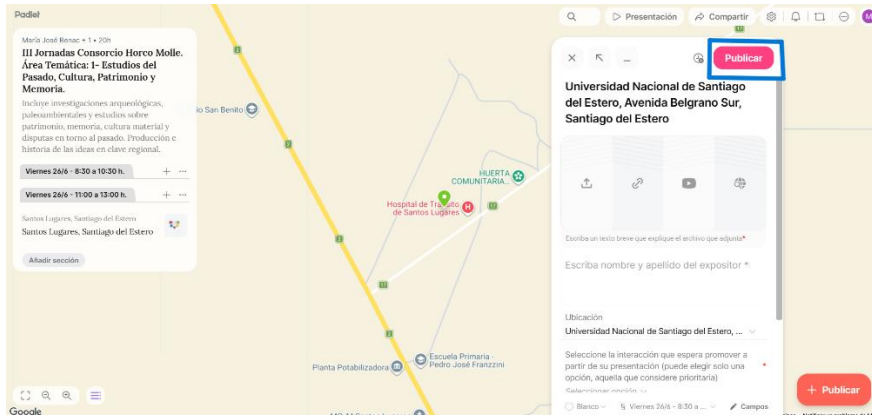 Padlet
Presentación
Compartir
María José Benac + 1 • 20h
III Jornadas Consorcio Horco Molle.
Área Temática: 1- Estudios del
Pasado, Cultura, Patrimonio y
Memoria.
Incluye investigaciones arqueológicas,
paleoambientales y estudios sobre
patrimonio, memoria, cultura material y
disputas en torno al pasado. Producción e
historia de las ideas en clave regional.
Viernes 26/6 - 8:30 a 10:30 h.
Viernes 26/6 - 11:00 a 13:00 h.
Santos Lugares, Santiago del Estero
Santos Lugares, Santiago del Estero
Añadir sección
San Benito
HUERTA
COMUNITARIA...
Hospital de Transito
de Santos Lugares
Planta Potabilizadora
Escuela Primaria -
Pedro José Franzzini
Google
Publicar
Universidad Nacional de Santiago
del Estero, Avenida Belgrano Sur,
Santiago del Estero
Escriba un texto breve que explique el archivo que adjunta*
Escriba nombre y apellido del expositor *
Ubicación
Universidad Nacional de Santiago del Estero, ...
Seleccione la interacción que espera promover a
partir de su presentación (puede elegir solo una
opción, aquella que considere prioritaria) *
Seleccionar opción
Blanco
Viernes 26/6 - 8:30 a ...
Campos
+ Publicar